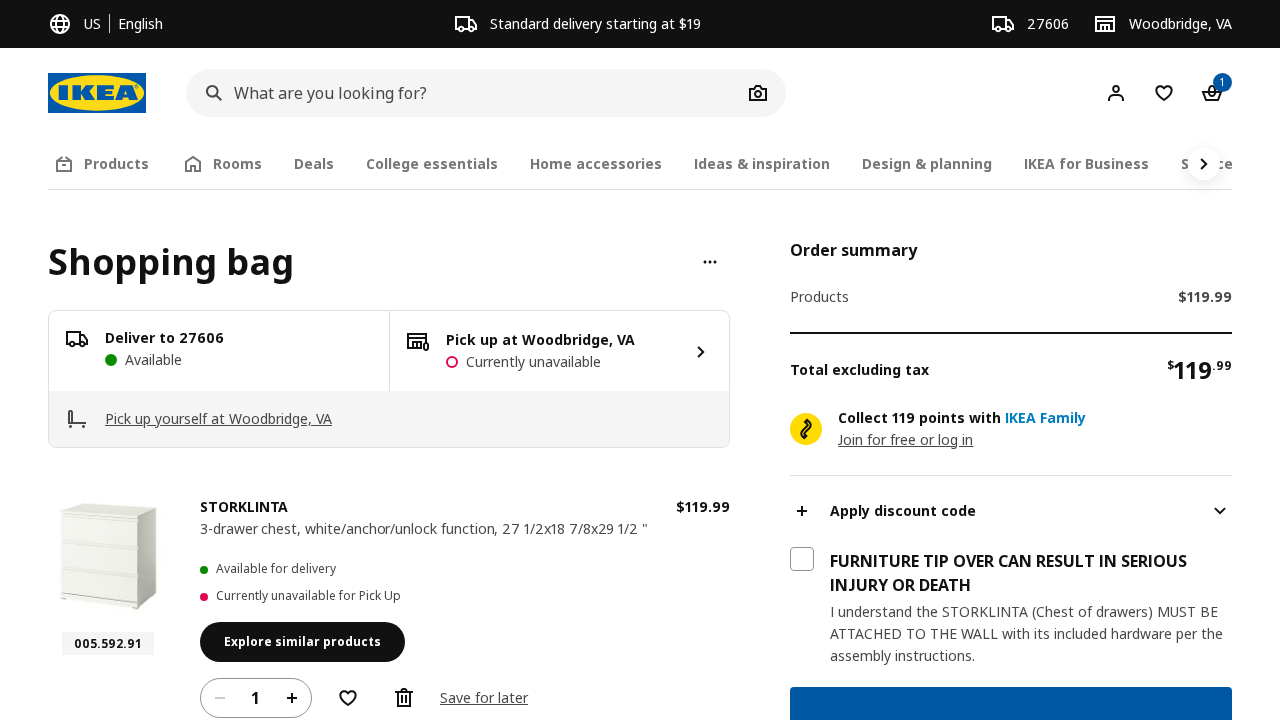 US English Standard delivery starting at $19 27606 Woodbridge, VA
IKEA What are you looking for? 1
Products Rooms Deals College essentials Home accessories Ideas & inspiration Design & planning IKEA for Business
Shopping bag
Deliver to 27606
Available
Pick up at Woodbridge, VA
Currently unavailable
Pick up yourself at Woodbridge, VA
STORKLINTA $119.99
3-drawer chest, white/anchor/unlock function, 27 1/2x18 7/8x29 1/2 "
Available for delivery
Currently unavailable for Pick Up
005.592.91
Explore similar products
1 Save for later
Order summary
Products $119.99
Total excluding tax $119.99
Collect 119 points with IKEA Family
Join for free or log in
Apply discount code
FURNITURE TIP OVER CAN RESULT IN SERIOUS
INJURY OR DEATH
I understand the STORKLINTA (Chest of drawers) MUST BE
ATTACHED TO THE WALL with its included hardware per the
assembly instructions.